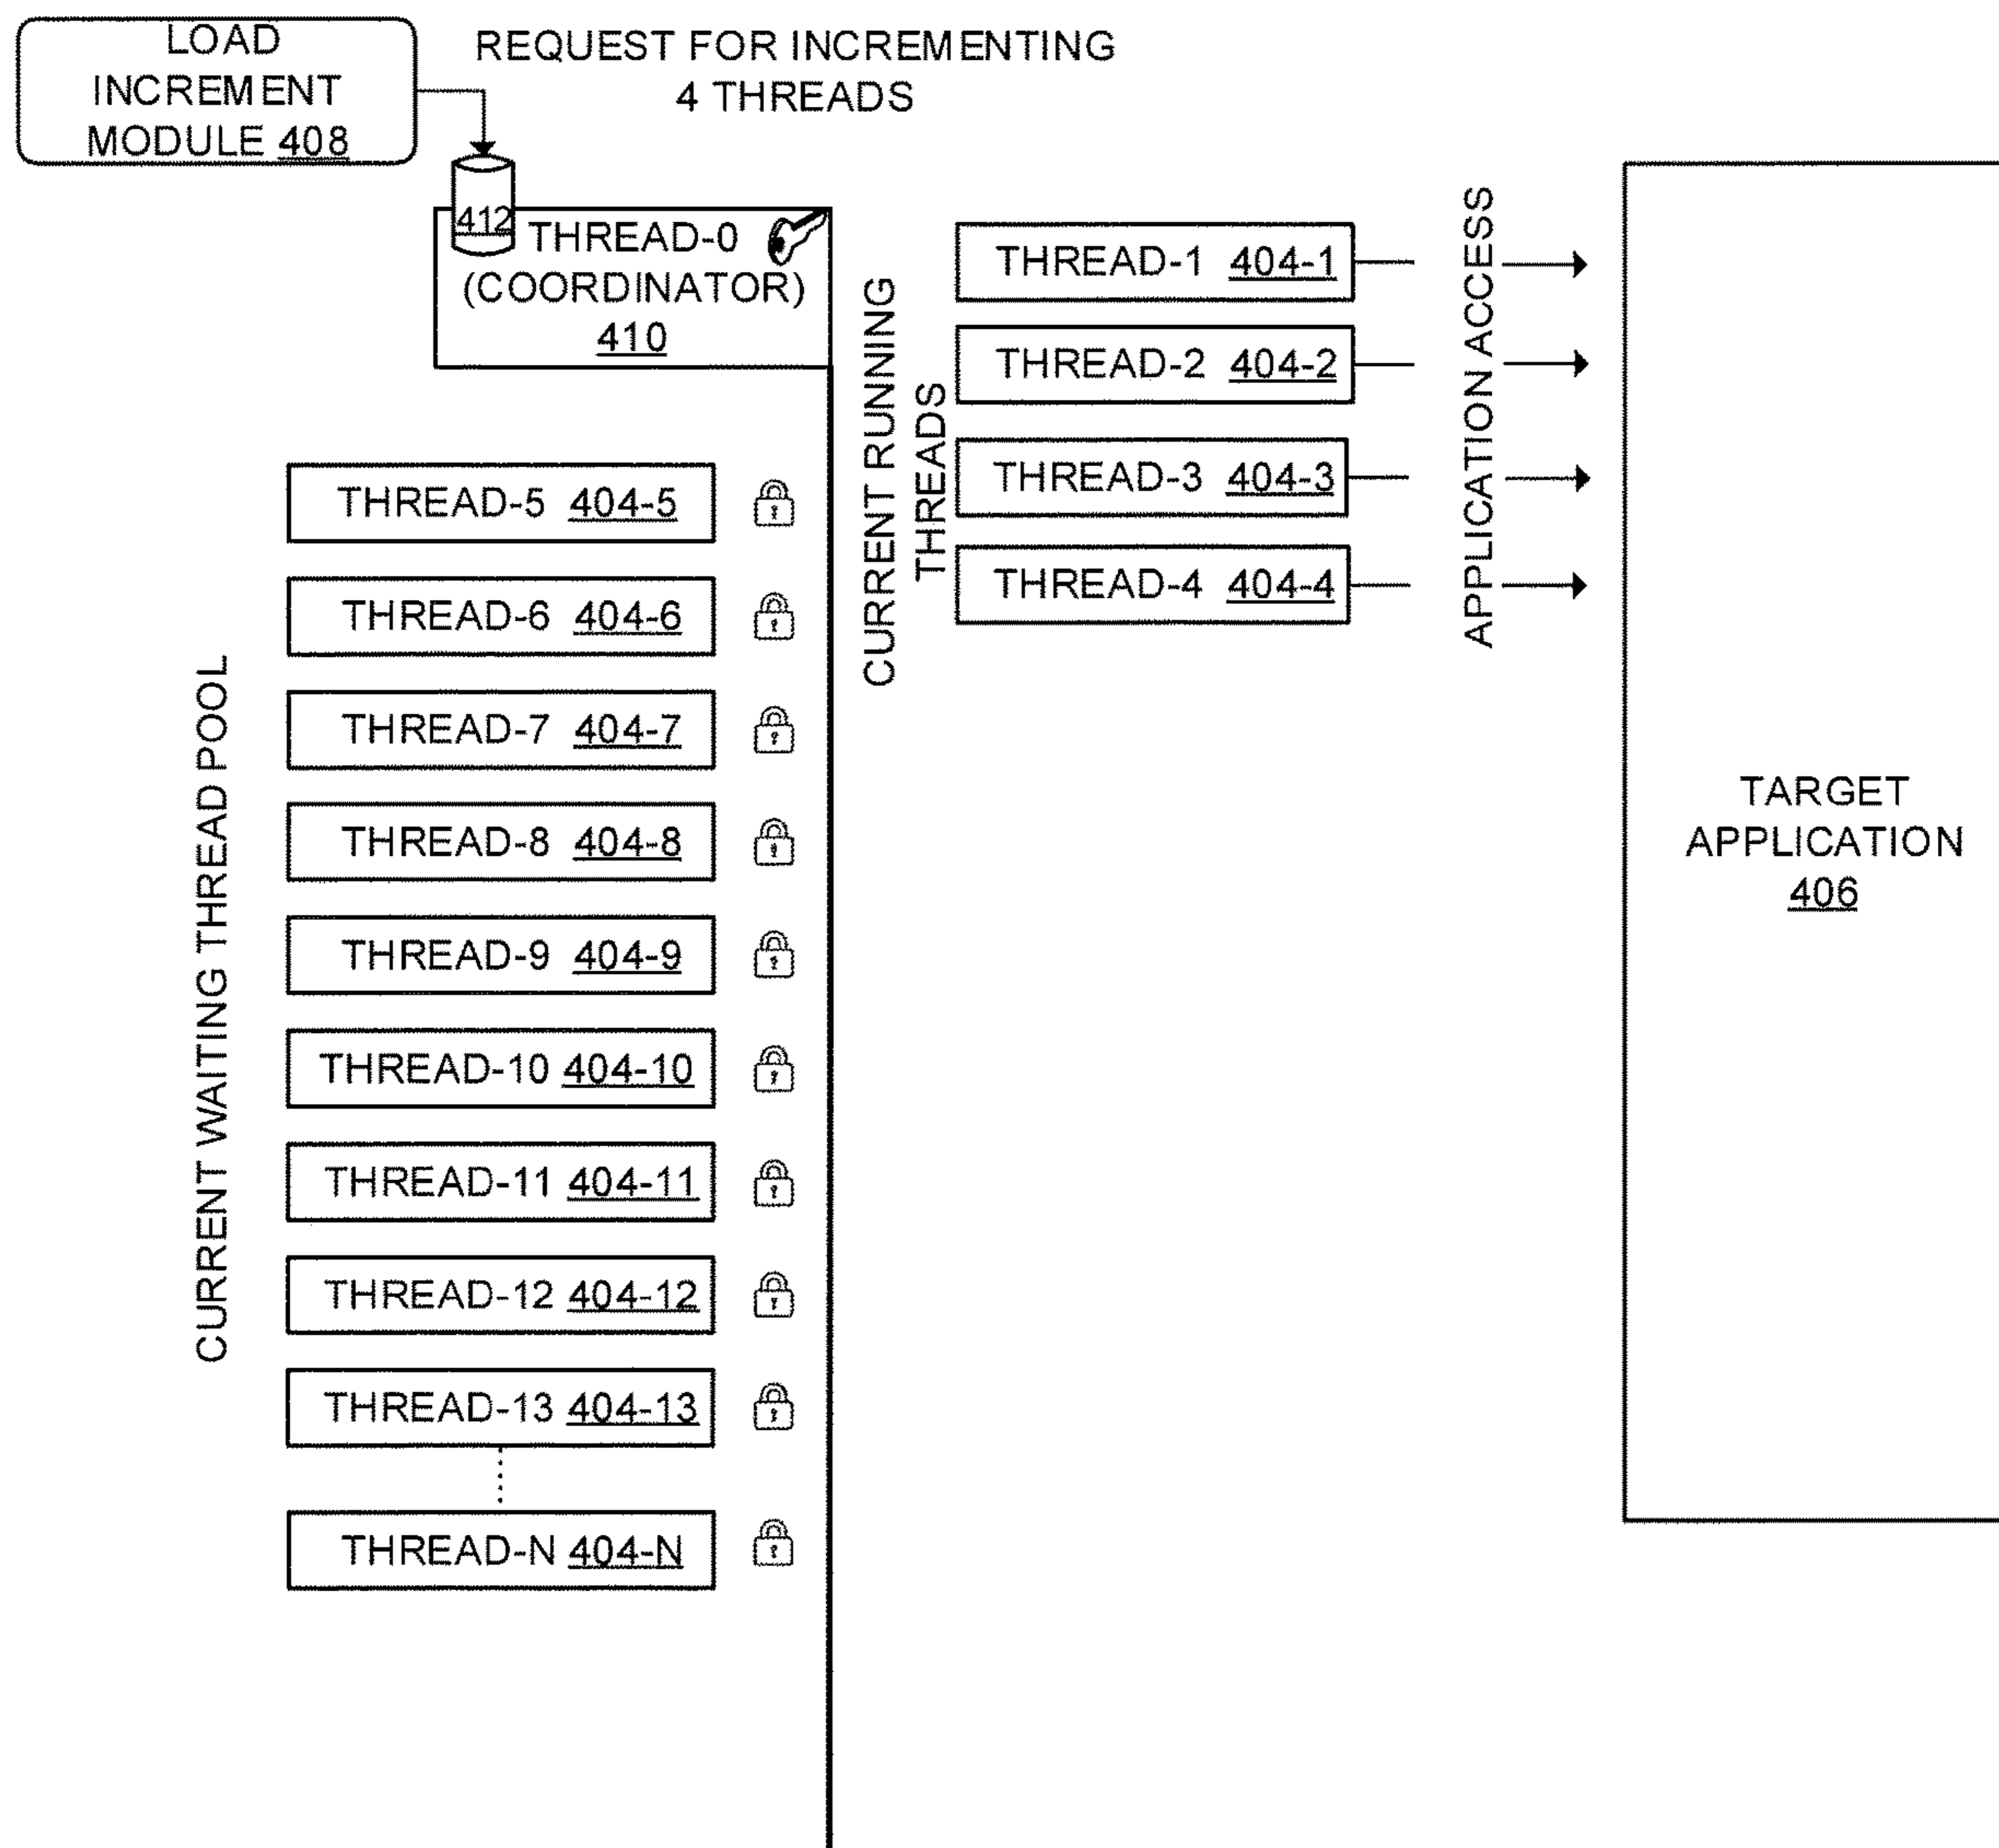 LOAD
INCREMENT
MODULE 408
REQUEST FOR INCREMENTING
4 THREADS
412
THREAD-0
(COORDINATOR)
410
CURRENT WAITING THREAD POOL
THREAD-5 404-5
THREAD-6 404-6
THREAD-7 404-7
THREAD-8 404-8
THREAD-9 404-9
THREAD-10 404-10
THREAD-11 404-11
THREAD-12 404-12
THREAD-13 404-13
THREAD-N 404-N
CURRENT RUNNING
THREADS
THREAD-1 404-1
THREAD-2 404-2
THREAD-3 404-3
THREAD-4 404-4
APPLICATION ACCESS
TARGET
APPLICATION
406